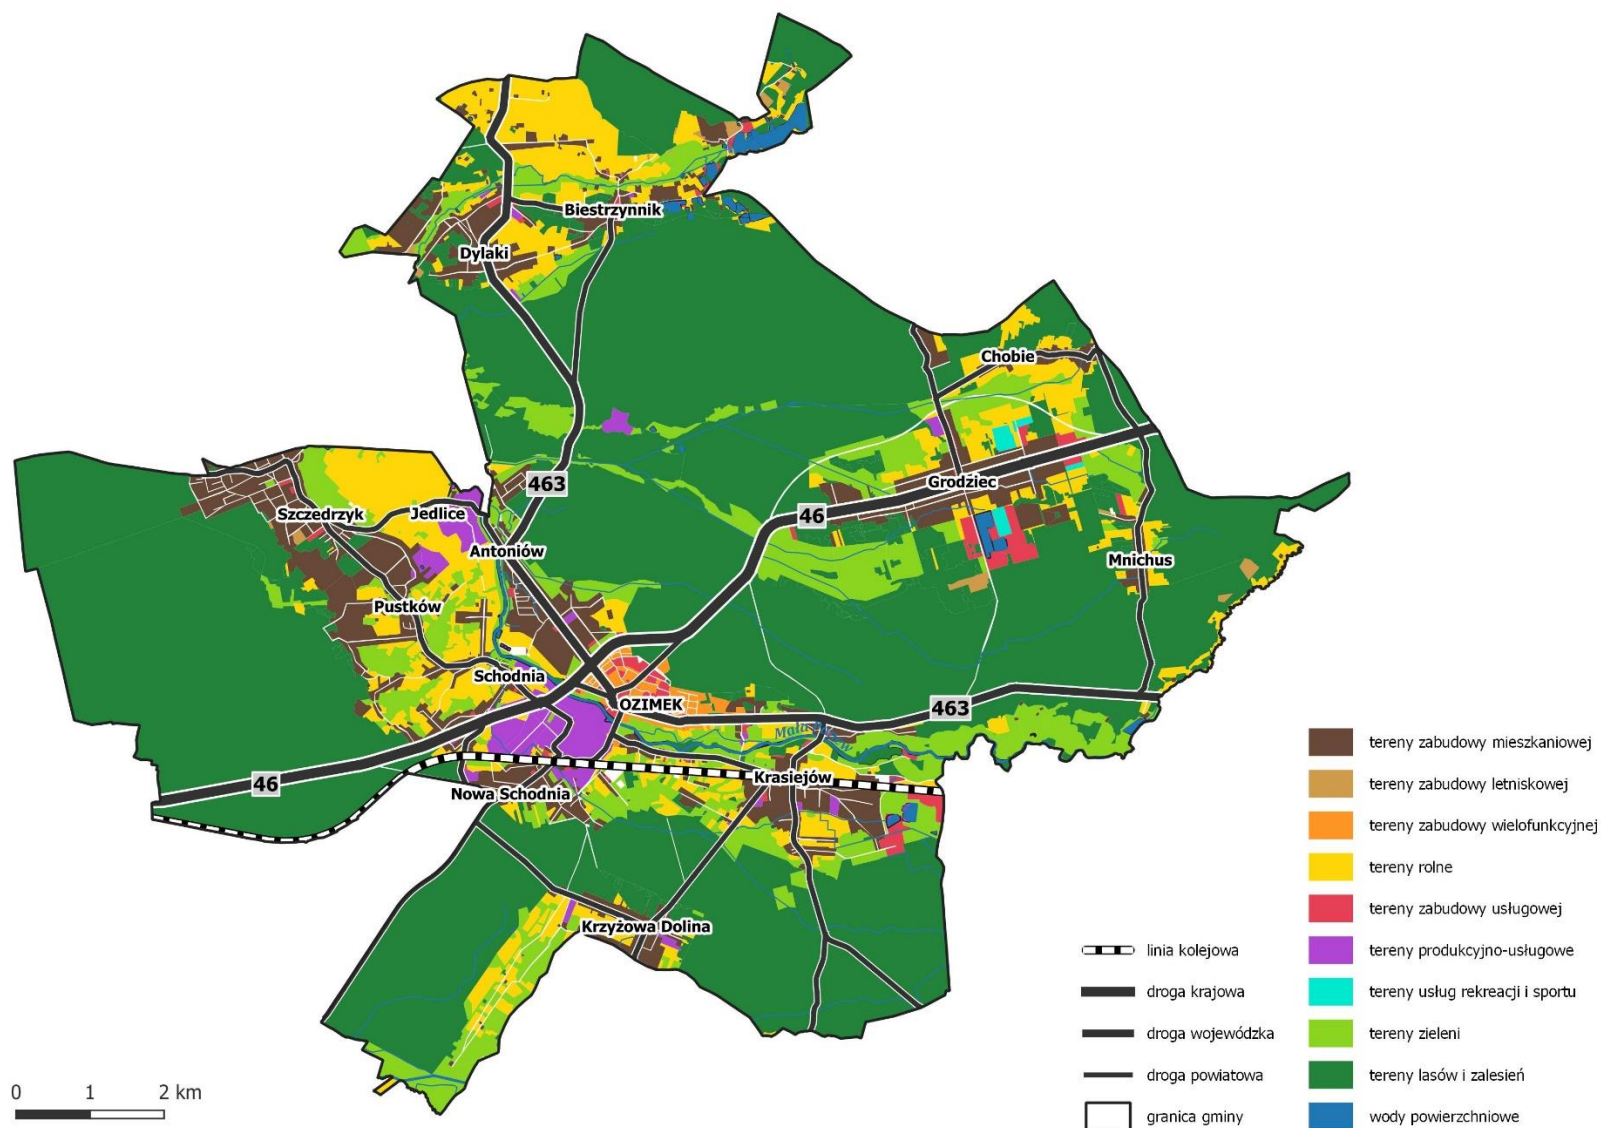 Biestrzynnik
Dylaki
Chobie
463
Grodziec
46
Szczedrzyk
Jedlice
Antoniów
Mnichus
Pustków
Schodnia
OZIMEK
463
Mała Panew
Krasiejów
46
Nowa Schodnia
Krzyżowa Dolina
0 1 2 km
linia kolejowa
droga krajowa
droga wojewódzka
droga powiatowa
granica gminy
tereny zabudowy mieszkaniowej
tereny zabudowy letniskowej
tereny zabudowy wielofunkcyjnej
tereny rolne
tereny zabudowy usługowej
tereny produkcyjno-usługowe
tereny usług rekreacji i sportu
tereny zieleni
tereny lasów i zalesień
wody powierzchniowe